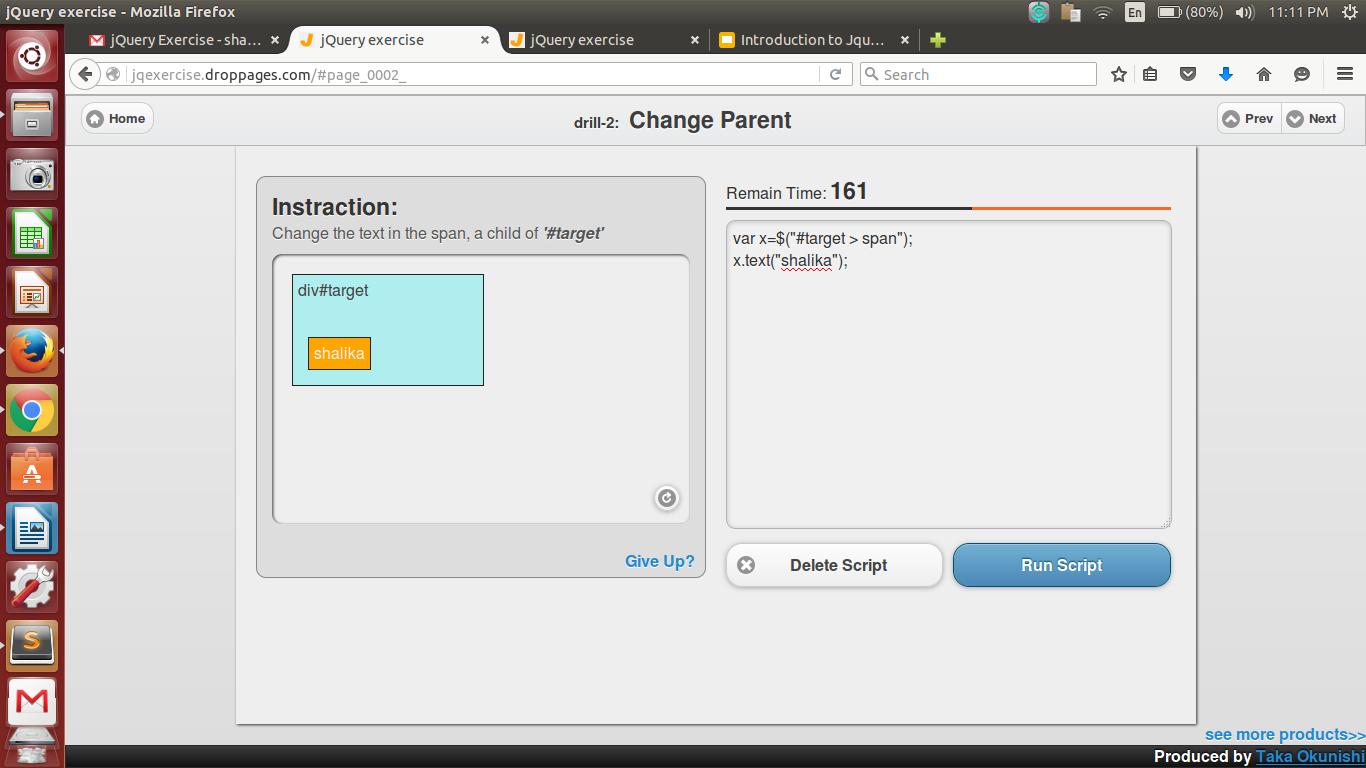 jQuery exercise - Mozilla Firefox
En (80%) 11:11 PM
jQuery Exercise - sha... × jQuery exercise × jQuery exercise × Introduction to Jqu... ×
jqexercise.droppages.com/#page_0002_ Search
Home drill-2: Change Parent Prev Next
Instraction:
Change the text in the span, a child of '#target'
div#target
shalika
Give Up?
Remain Time: 161
var x=$("#target > span");
x.text("shalika");
Delete Script Run Script
see more products>>
Produced by Taka Okunishi